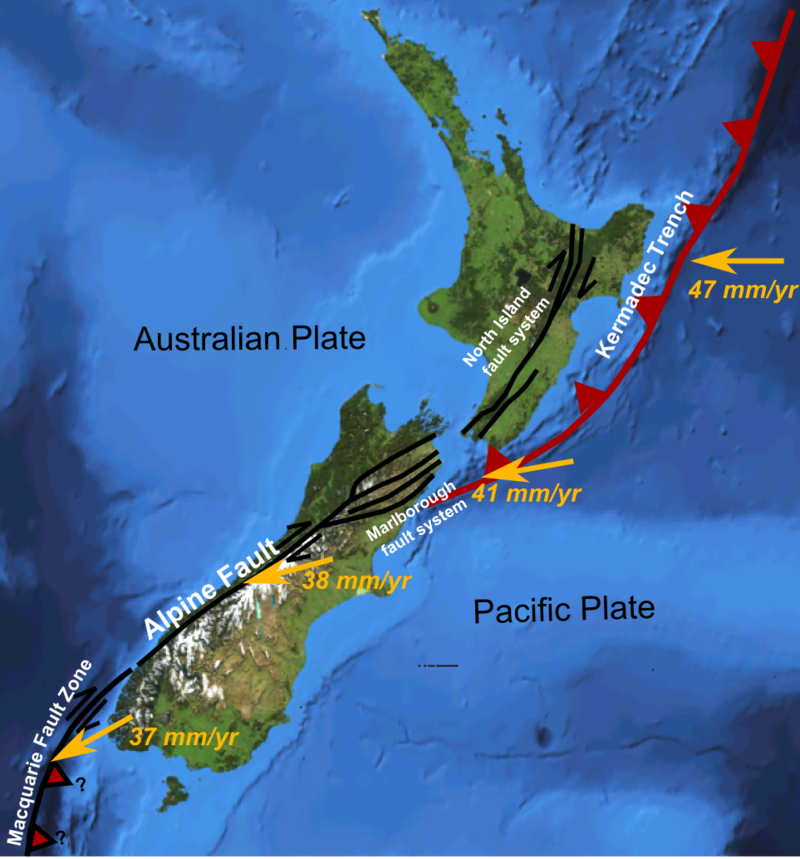 Kermadec Trench
47 mm/yr
North Island
fault system
Australian Plate
41 mm/yr
Marlborough
fault system
Alpine Fault
38 mm/yr
Pacific Plate
Macquarie Fault Zone
37 mm/yr
?
?